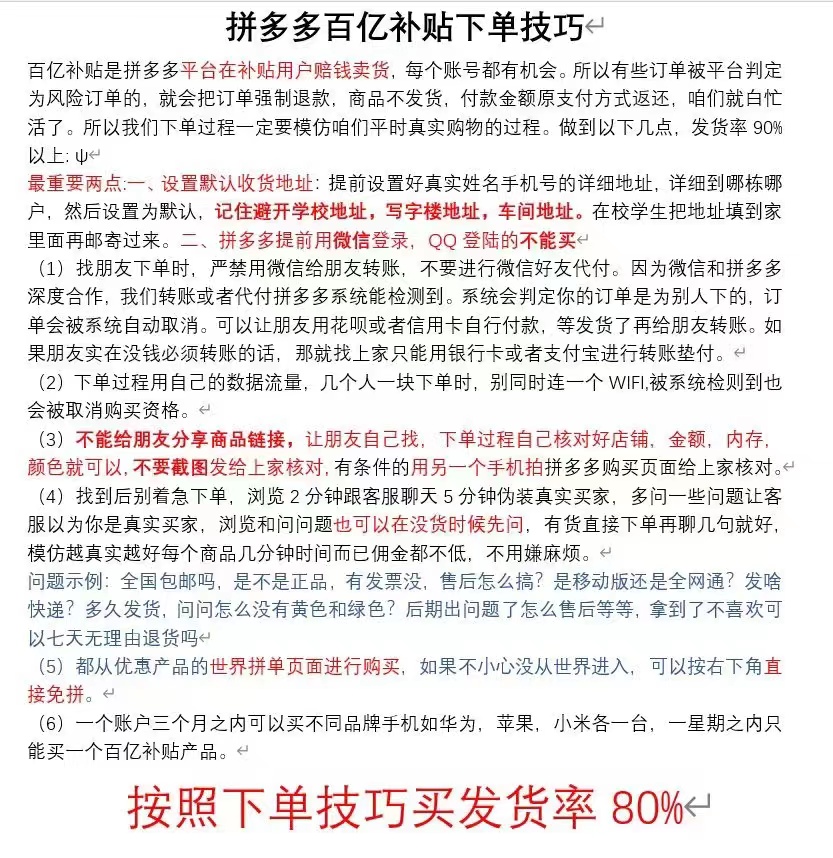 拼多多百亿补贴下单技巧
百亿补贴是拼多多平台在补贴用户赔钱卖货，每个账号都有机会。所以有些订单被平台判定
为风险订单的，就会把订单强制退款，商品不发货，付款金额原支付方式返还，咱们就白忙
活了。所以我们下单过程一定要模仿咱们平时真实购物的过程。做到以下几点，发货率 90%
以上: ψ
最重要两点:一、设置默认收货地址：提前设置好真实姓名手机号的详细地址，详细到哪栋哪
户，然后设置为默认，记住避开学校地址，写字楼地址，车间地址。在校学生把地址填到家
里面再邮寄过来。二、拼多多提前用微信登录，QQ 登陆的不能买
（1）找朋友下单时，严禁用微信给朋友转账，不要进行微信好友代付。因为微信和拼多多
深度合作，我们转账或者代付拼多多系统能检测到。系统会判定你的订单是为别人下的，订
单会被系统自动取消。可以让朋友用花呗或者信用卡自行付款，等发货了再给朋友转账。如
果朋友实在没钱必须转账的话，那就找上家只能用银行卡或者支付宝进行转账垫付。
（2）下单过程用自己的数据流量，几个人一块下单时，别同时连一个 WIFI,被系统检则到也
会被取消购买资格。
（3）不能给朋友分享商品链接，让朋友自己找，下单过程自己核对好店铺，金额，内存，
颜色就可以, 不要截图发给上家核对, 有条件的用另一个手机拍拼多多购买页面给上家核对。
（4）找到后别着急下单，浏览 2 分钟跟客服聊天 5 分钟伪装真实买家，多问一些问题让客
服以为你是真实买家，浏览和问问题也可以在没货时候先问，有货直接下单再聊几句就好，
模仿越真实越好每个商品几分钟时间而已佣金都不低，不用嫌麻烦。
问题示例：全国包邮吗，是不是正品，有发票没，售后怎么搞？是移动版还是全网通？发啥
快递？多久发货，问问怎么没有黄色和绿色？后期出问题了怎么售后等等，拿到了不喜欢可
以七天无理由退货吗
（5）都从优惠产品的世界拼单页面进行购买，如果不小心没从世界进入，可以按右下角直
接免拼。
（6）一个账户三个月之内可以买不同品牌手机如华为，苹果，小米各一台，一星期之内只
能买一个百亿补贴产品。
按照下单技巧买发货率 80%